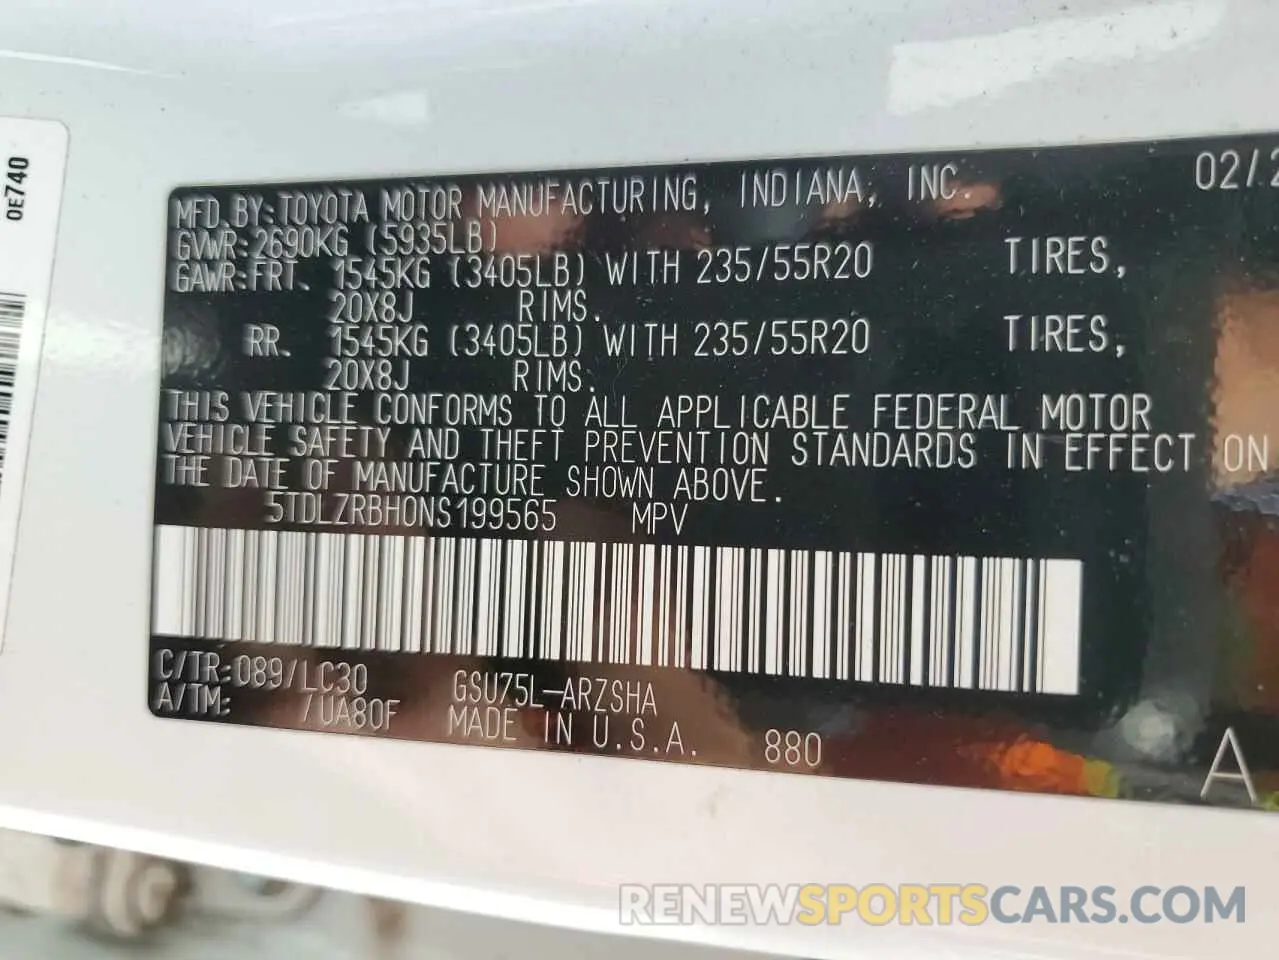 0E740
02/2
MFD BY:TOYOTA MOTOR MANUFACTURING, INDIANA, INC.
GVWR:2690KG (5935LB)
GAWR:FRT. 1545KG (3405LB) WITH 235/55R20 TIRES,
20X8J RIMS.
RR. 1545KG (3405LB) WITH 235/55R20 TIRES,
20X8J RIMS.
THIS VEHICLE CONFORMS TO ALL APPLICABLE FEDERAL MOTOR
VEHICLE SAFETY AND THEFT PREVENTION STANDARDS IN EFFECT ON
THE DATE OF MANUFACTURE SHOWN ABOVE.
5TDLZRBH0NS199565 MPV
C/TR:089/LC30 GSU75L-ARZSHA
A/TM: /UA80F MADE IN U.S.A. 880
A
RENEWSPORTSCARS.COM